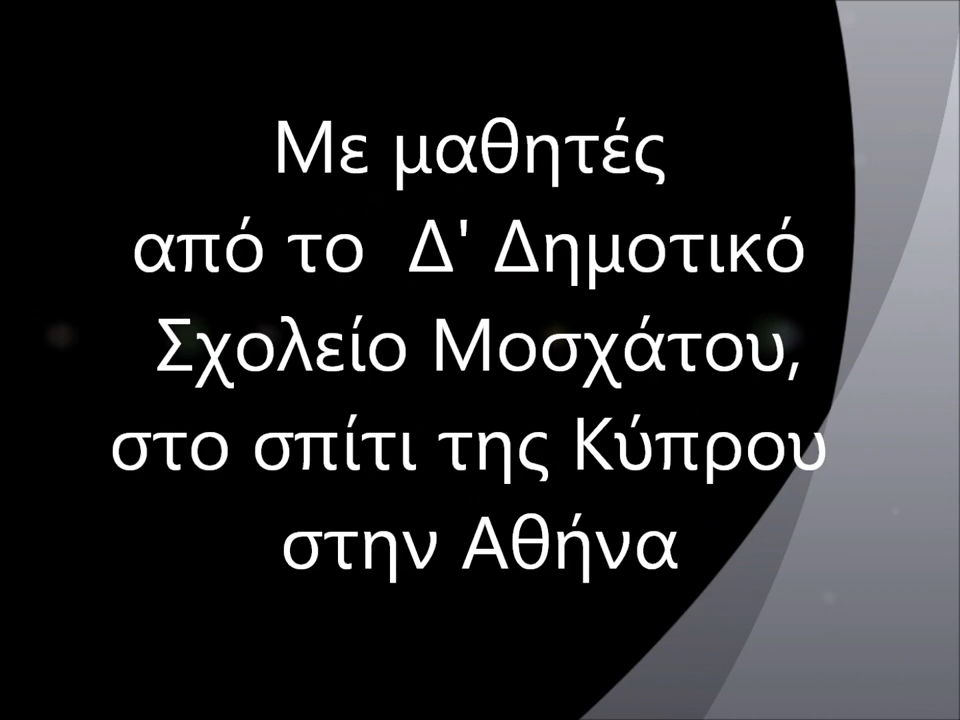 Με μαθητές
από το  Δ' Δημοτικό
Σχολείο Μοσχάτου,
στο σπίτι της Κύπρου
στην Αθήνα